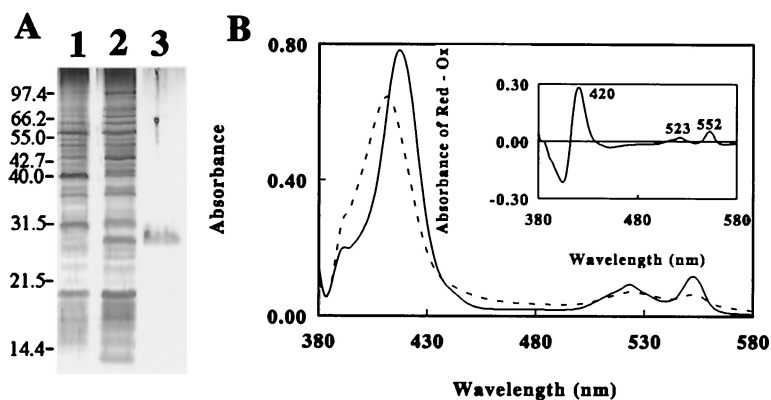 A
1 2 3
97.4-
66.2-
55.0-
42.7-
40.0-
31.5-
21.5-
14.4-
B
Absorbance
0.80
0.40
0.00
380 430 480 530 580
Wavelength (nm)
Absorbance of Red - Ox
0.30
0.00
-0.30
420
523 552
380 480 580
Wavelength (nm)